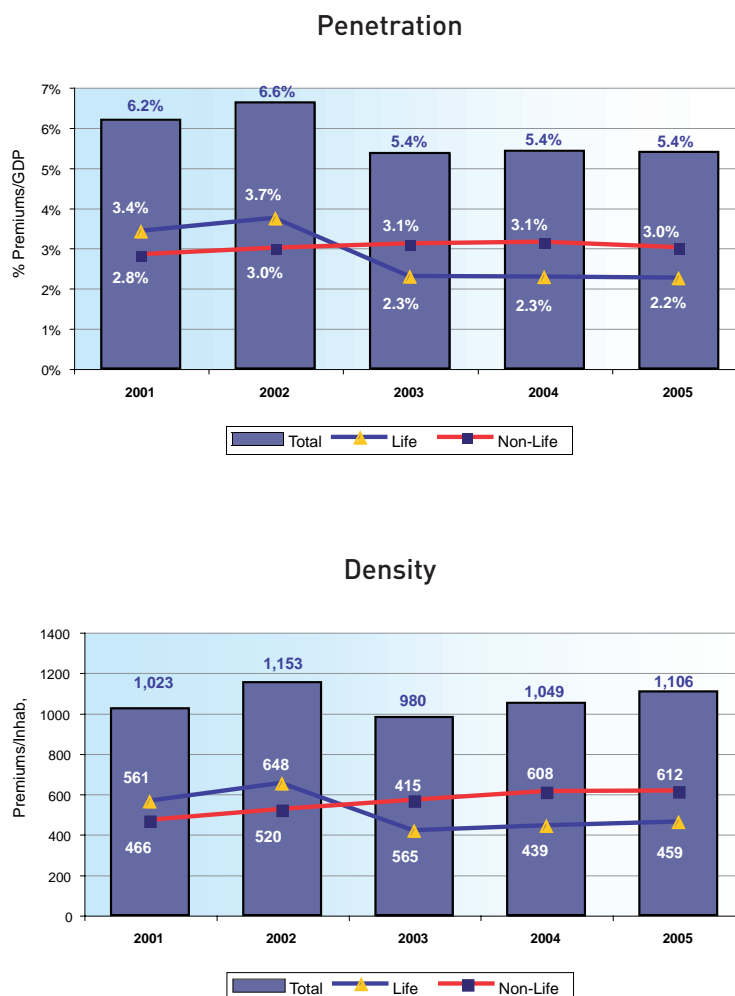 Penetration
% Premiums/GDP
7%
6%
5%
4%
3%
2%
1%
0%
6.2% 6.6% 5.4% 5.4% 5.4%
3.4% 3.7% 3.1% 3.1% 3.0%
2.8% 3.0% 2.3% 2.3% 2.2%
2001 2002 2003 2004 2005
Total Life Non-Life
Density
Premiums/Inhab,
1400
1200
1000
800
600
400
200
0
1,023 1,153 980 1,049 1,106
561 648 415 608 612
466 520 565 439 459
2001 2002 2003 2004 2005
Total Life Non-Life